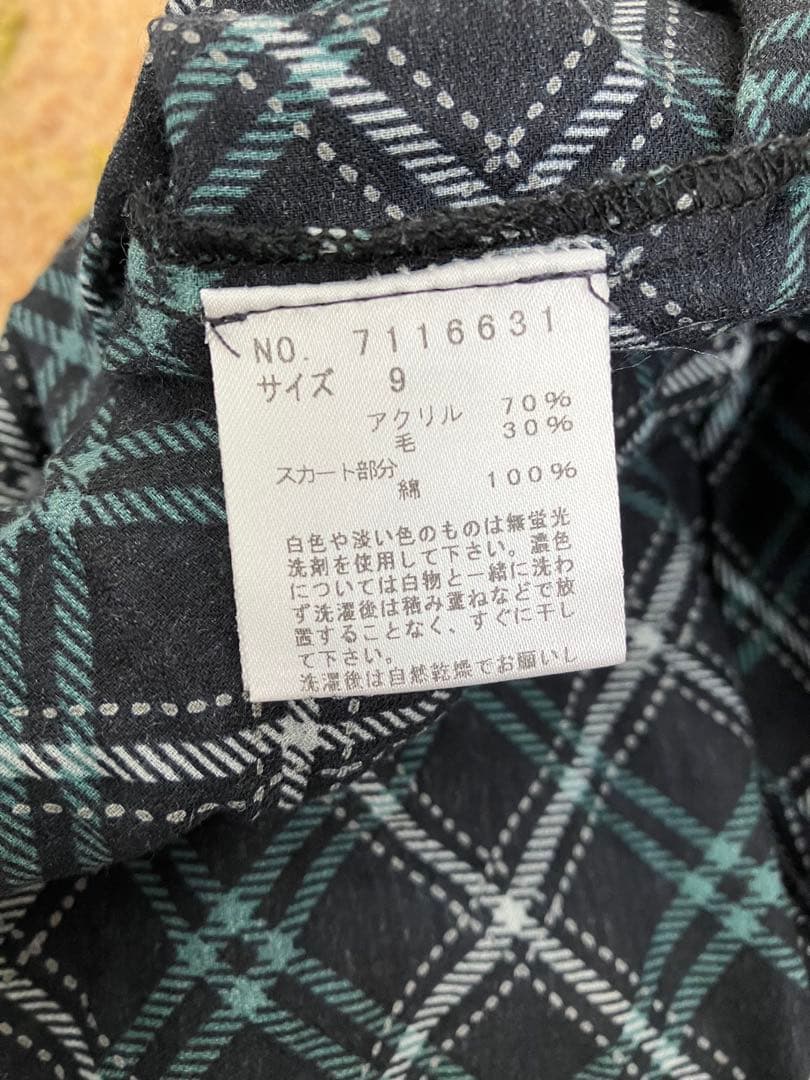 NO. 7116631
サイズ 9
アクリル 70%
毛 30%
スカート部分
綿 100%
白色や淡い色のものは無蛍光
洗剤を使用して下さい。濃色
については白物と一緒に洗わ
ず洗濯後は積み重ねなどで放
置することなく、すぐに干し
て下さい。
洗濯後は自然乾燥でお願いし